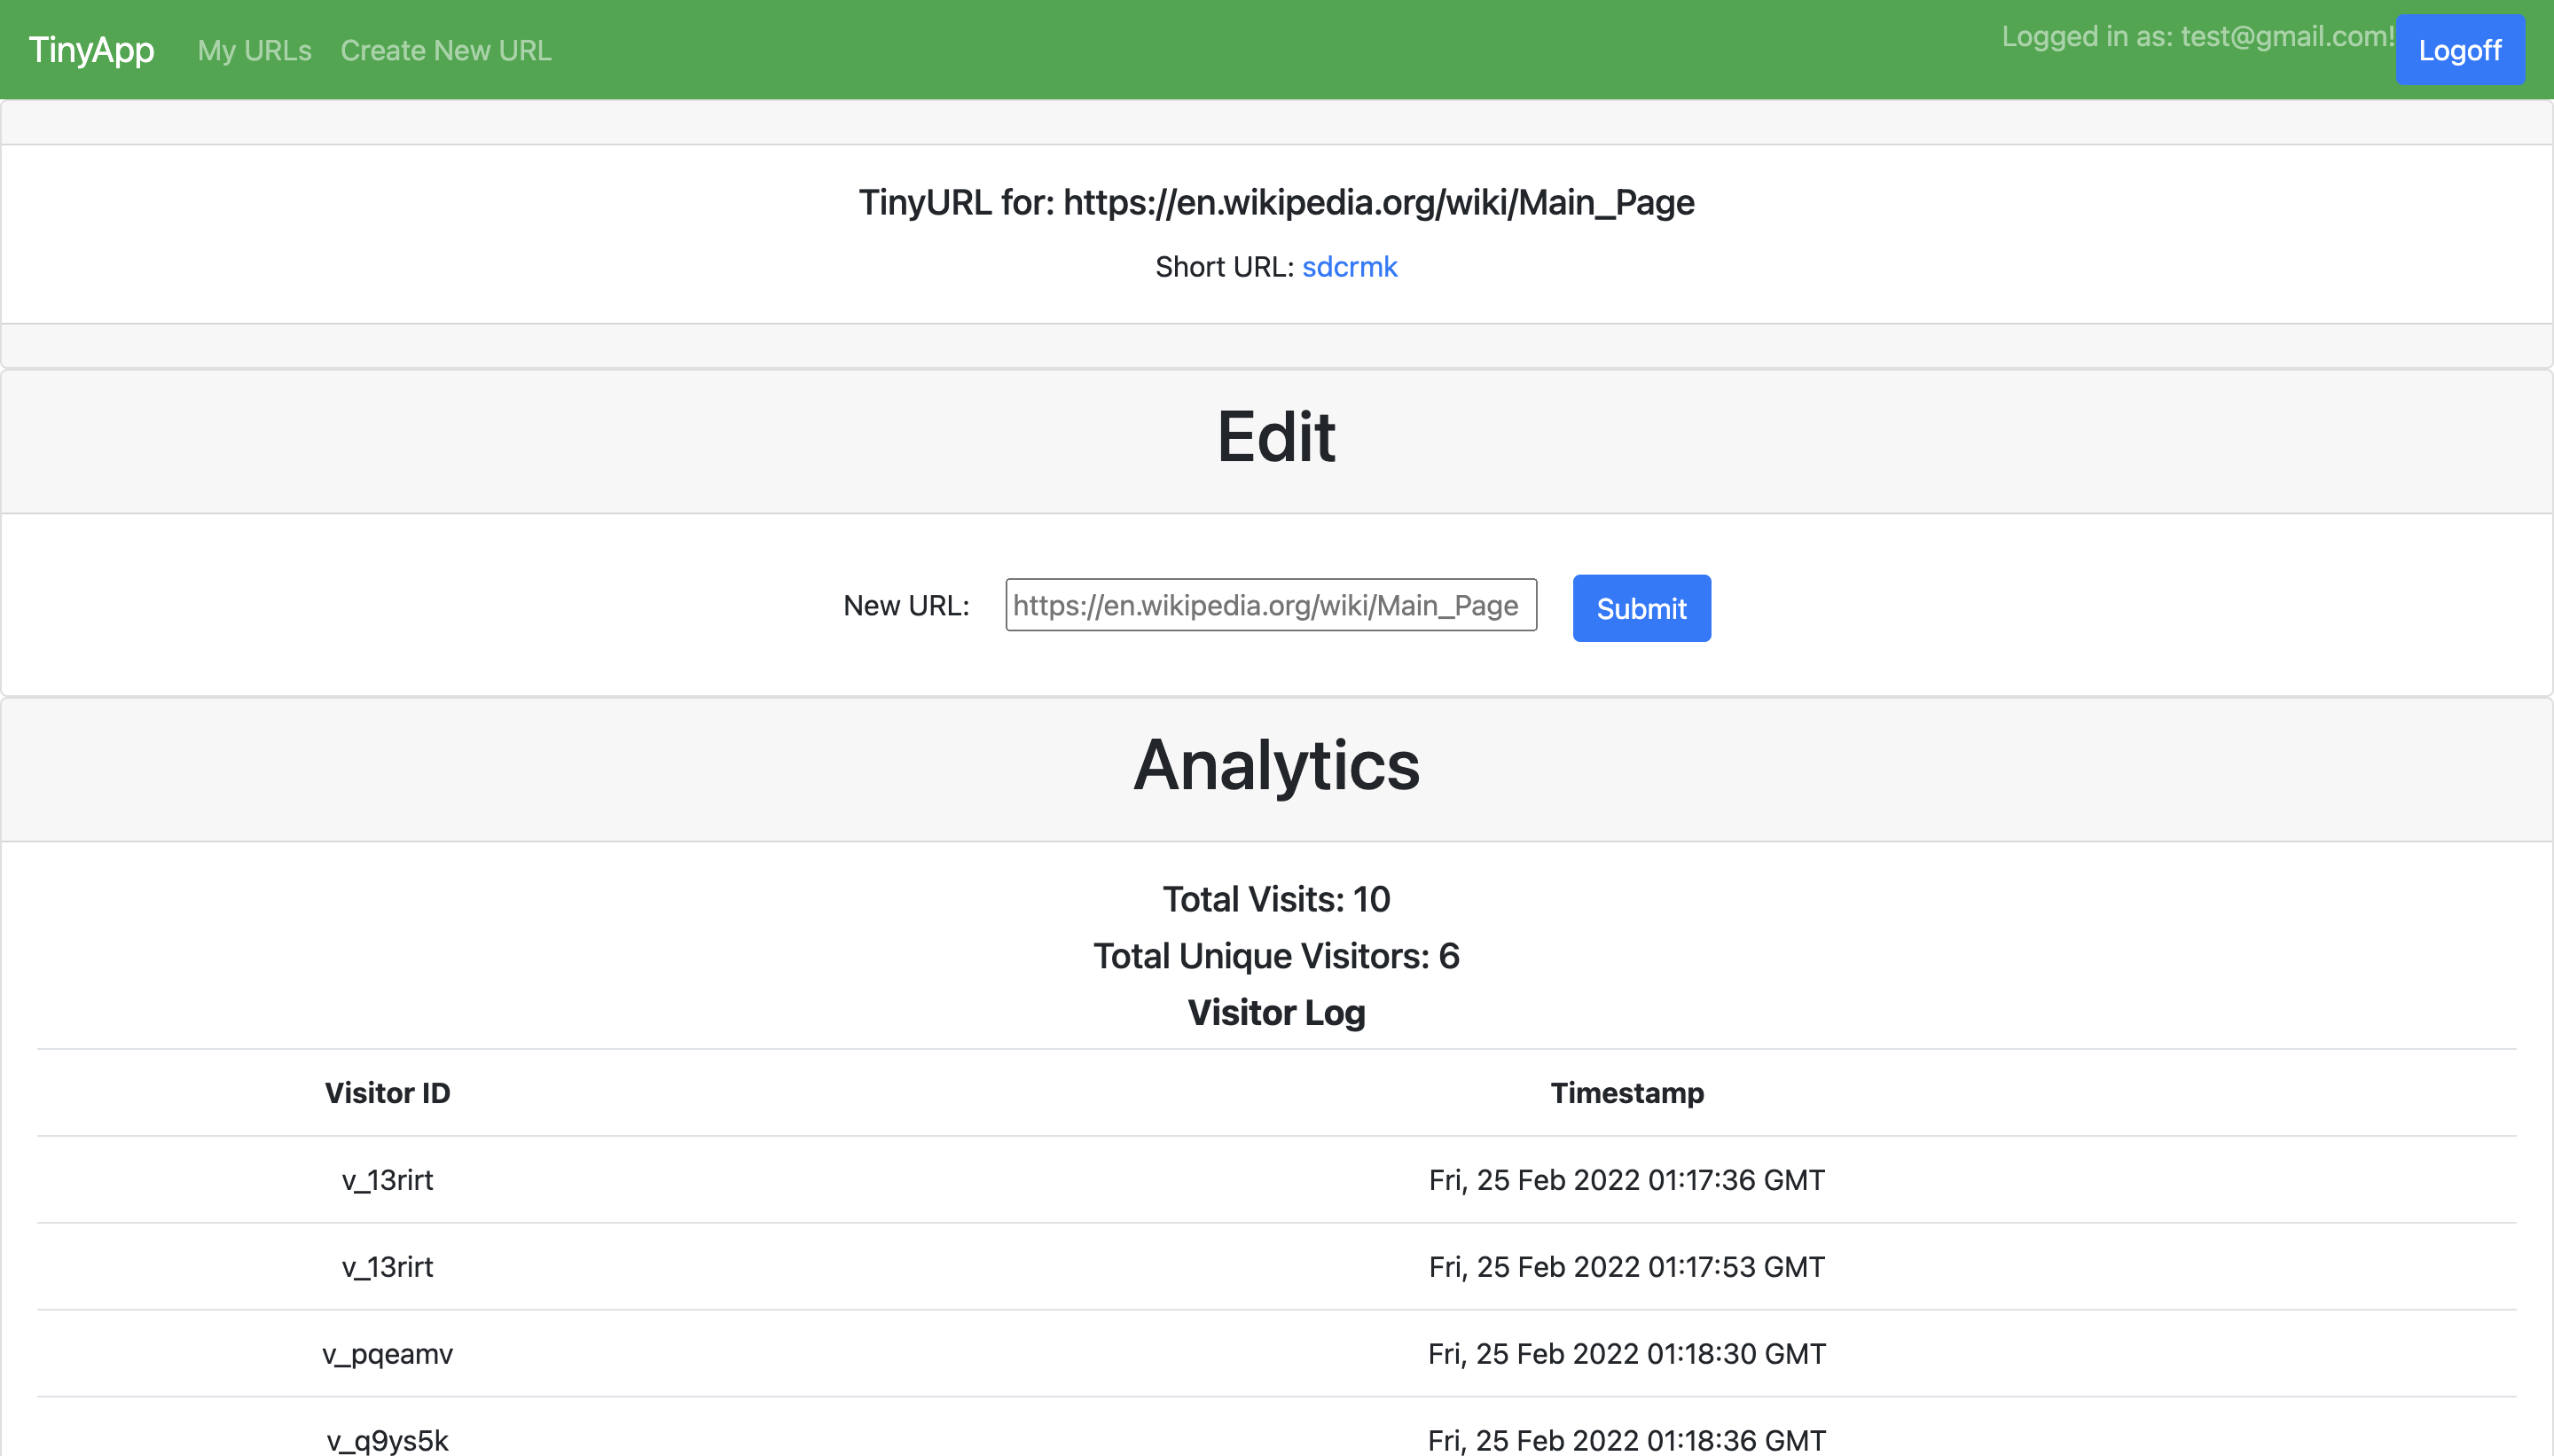 TinyApp My URLs Create New URL Logged in as: test@gmail.com! Logoff
TinyURL for: https://en.wikipedia.org/wiki/Main_Page
Short URL: sdcrmk
Edit
New URL: https://en.wikipedia.org/wiki/Main_Page Submit
Analytics
Total Visits: 10
Total Unique Visitors: 6
Visitor Log
Visitor ID Timestamp
v_13rirt Fri, 25 Feb 2022 01:17:36 GMT
v_13rirt Fri, 25 Feb 2022 01:17:53 GMT
v_pqeamv Fri, 25 Feb 2022 01:18:30 GMT
v_q9ys5k Fri, 25 Feb 2022 01:18:36 GMT